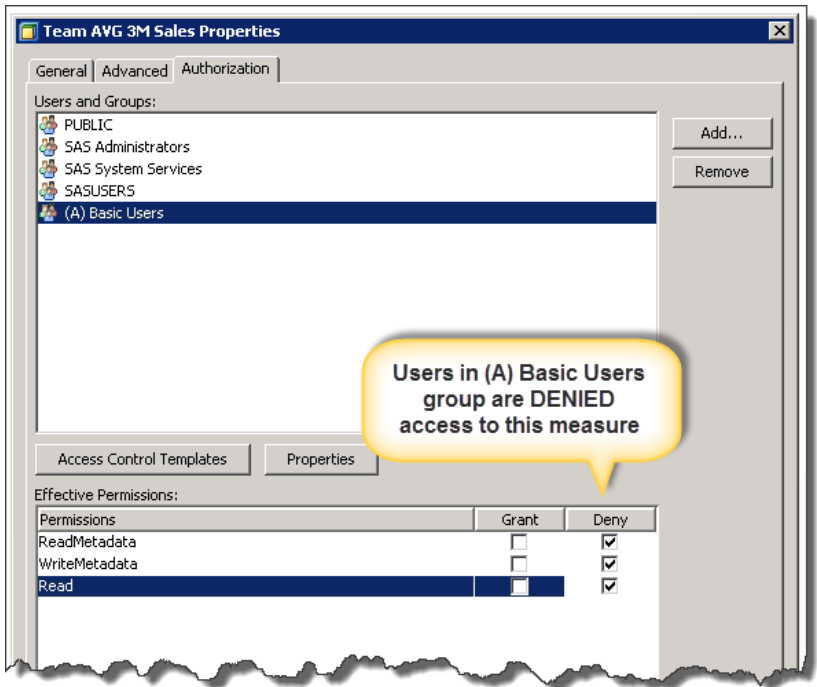 Team AVG 3M Sales Properties
General Advanced Authorization
Users and Groups:
PUBLIC
SAS Administrators
SAS System Services
SASUSERS
(A) Basic Users
Add...
Remove
Users in (A) Basic Users
group are DENIED
access to this measure
Access Control Templates Properties
Effective Permissions:
Permissions Grant Deny
ReadMetadata
WriteMetadata
Read